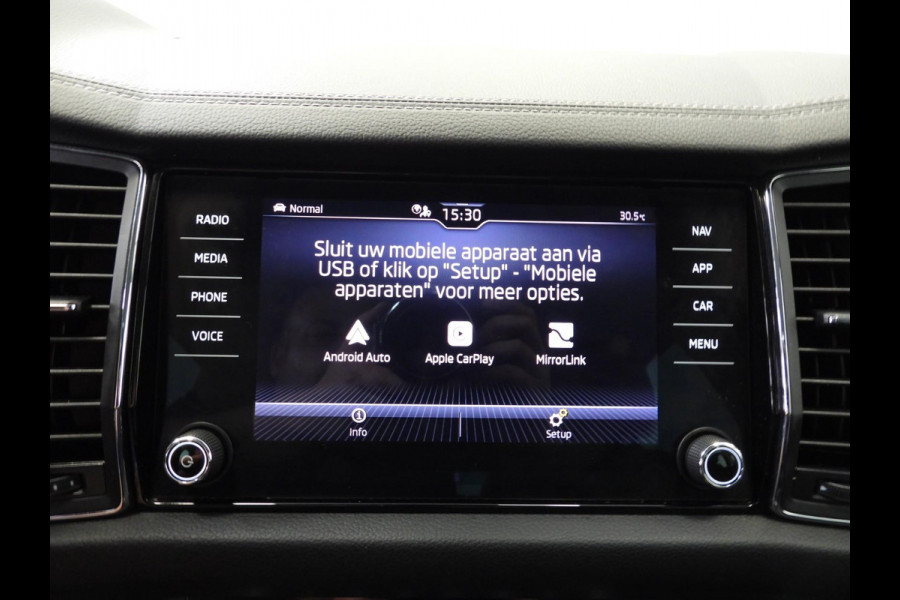 Normal
15:30
30.5°C
RADIO
MEDIA
PHONE
VOICE
Sluit uw mobiele apparaat aan via
USB of klik op "Setup" - "Mobiele
apparaten" voor meer opties.
Android Auto
Apple CarPlay
MirrorLink
Info
Setup
NAV
APP
CAR
MENU